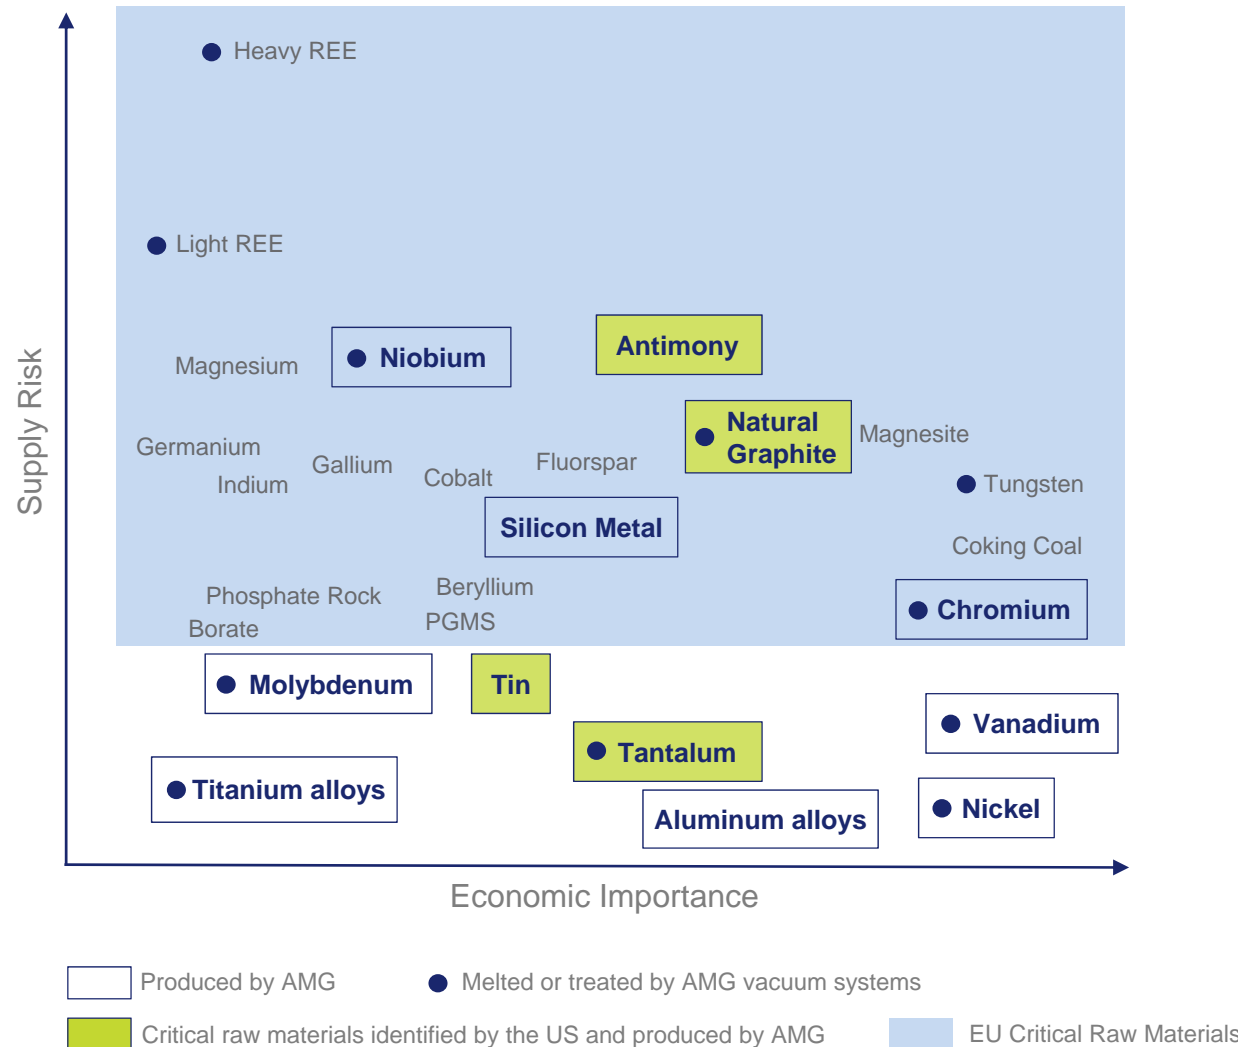 Heavy REE
Light REE
Antimony
Niobium
Magnesium
Natural
Graphite
Magnesite
Germanium
Gallium
Fluorspar
Cobalt
Indium
Tungsten
Silicon Metal
Coking Coal
Beryllium
Phosphate Rock
Chromium
PGMS
Borate
Molybdenum
Tin
Vanadium
Tantalum
Titanium alloys
Nickel
Aluminum alloys
Supply Risk
Economic Importance
Produced by AMG
Melted or treated by AMG vacuum systems
Critical raw materials identified by the US and produced by AMG
EU Critical Raw Materials